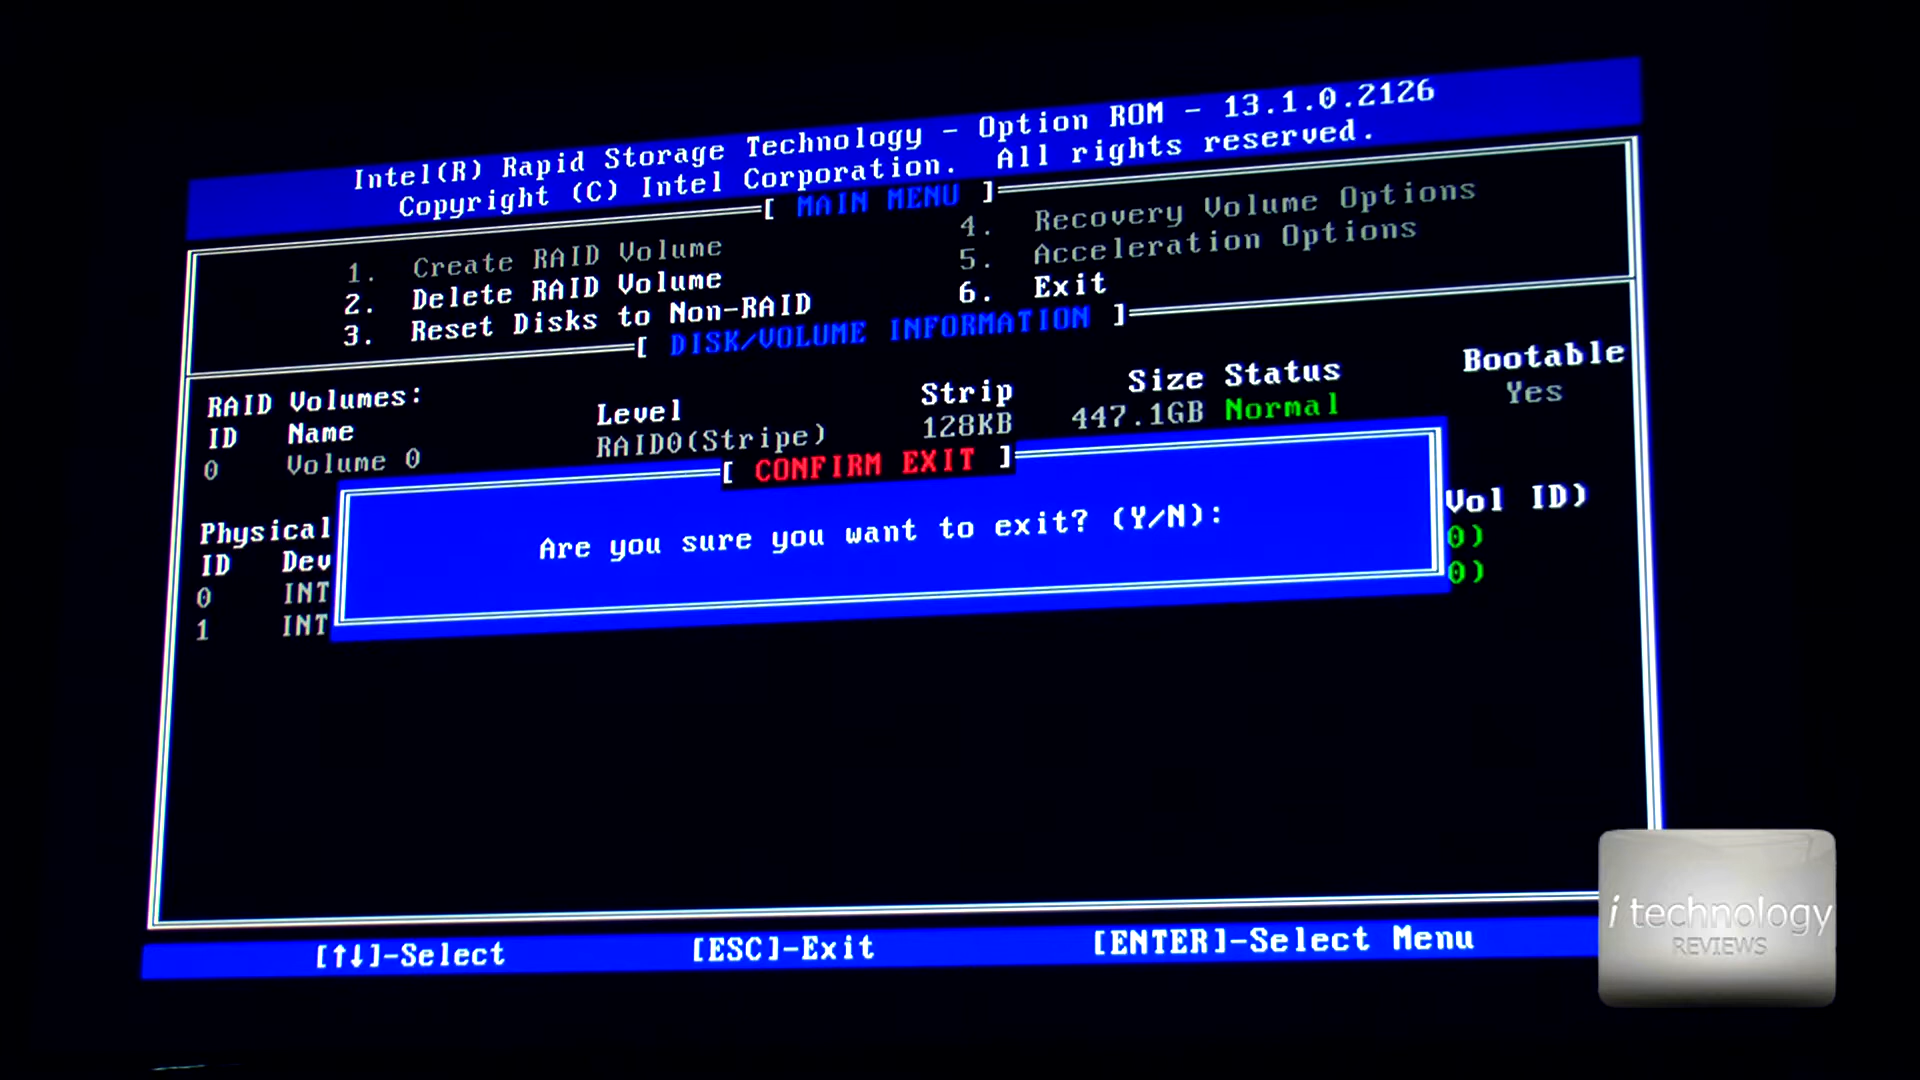 Intel(R) Rapid Storage Technology - Option ROM - 13.1.0.2126
Copyright (C) Intel Corporation. All rights reserved.
[ MAIN MENU ]
1. Create RAID Volume
2. Delete RAID Volume
3. Reset Disks to Non-RAID
4. Recovery Volume Options
5. Acceleration Options
6. Exit
[ DISK/VOLUME INFORMATION ]
RAID Volumes:
ID Name Level Strip Size Status Bootable
0 Volume 0 RAID0(Stripe) 128KB 447.1GB Normal Yes
[ CONFIRM EXIT ]
Are you sure you want to exit? (Y/N):
Physical
ID Dev Vol ID)
0 INT 0)
1 INT 0)
[↑↓]-Select [ESC]-Exit [ENTER]-Select Menu
i technology
REVIEWS